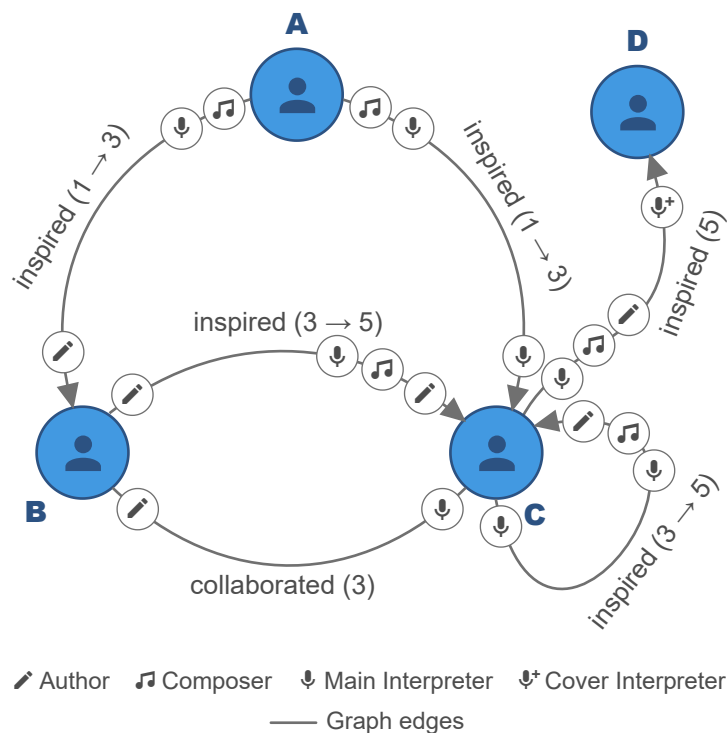 A
D
inspired (1 → 3)
inspired (1 → 3)
inspired (5)
inspired (3 → 5)
B
C
collaborated (3)
inspired (3 → 5)
Author
Composer
Main Interpreter
Cover Interpreter
Graph edges